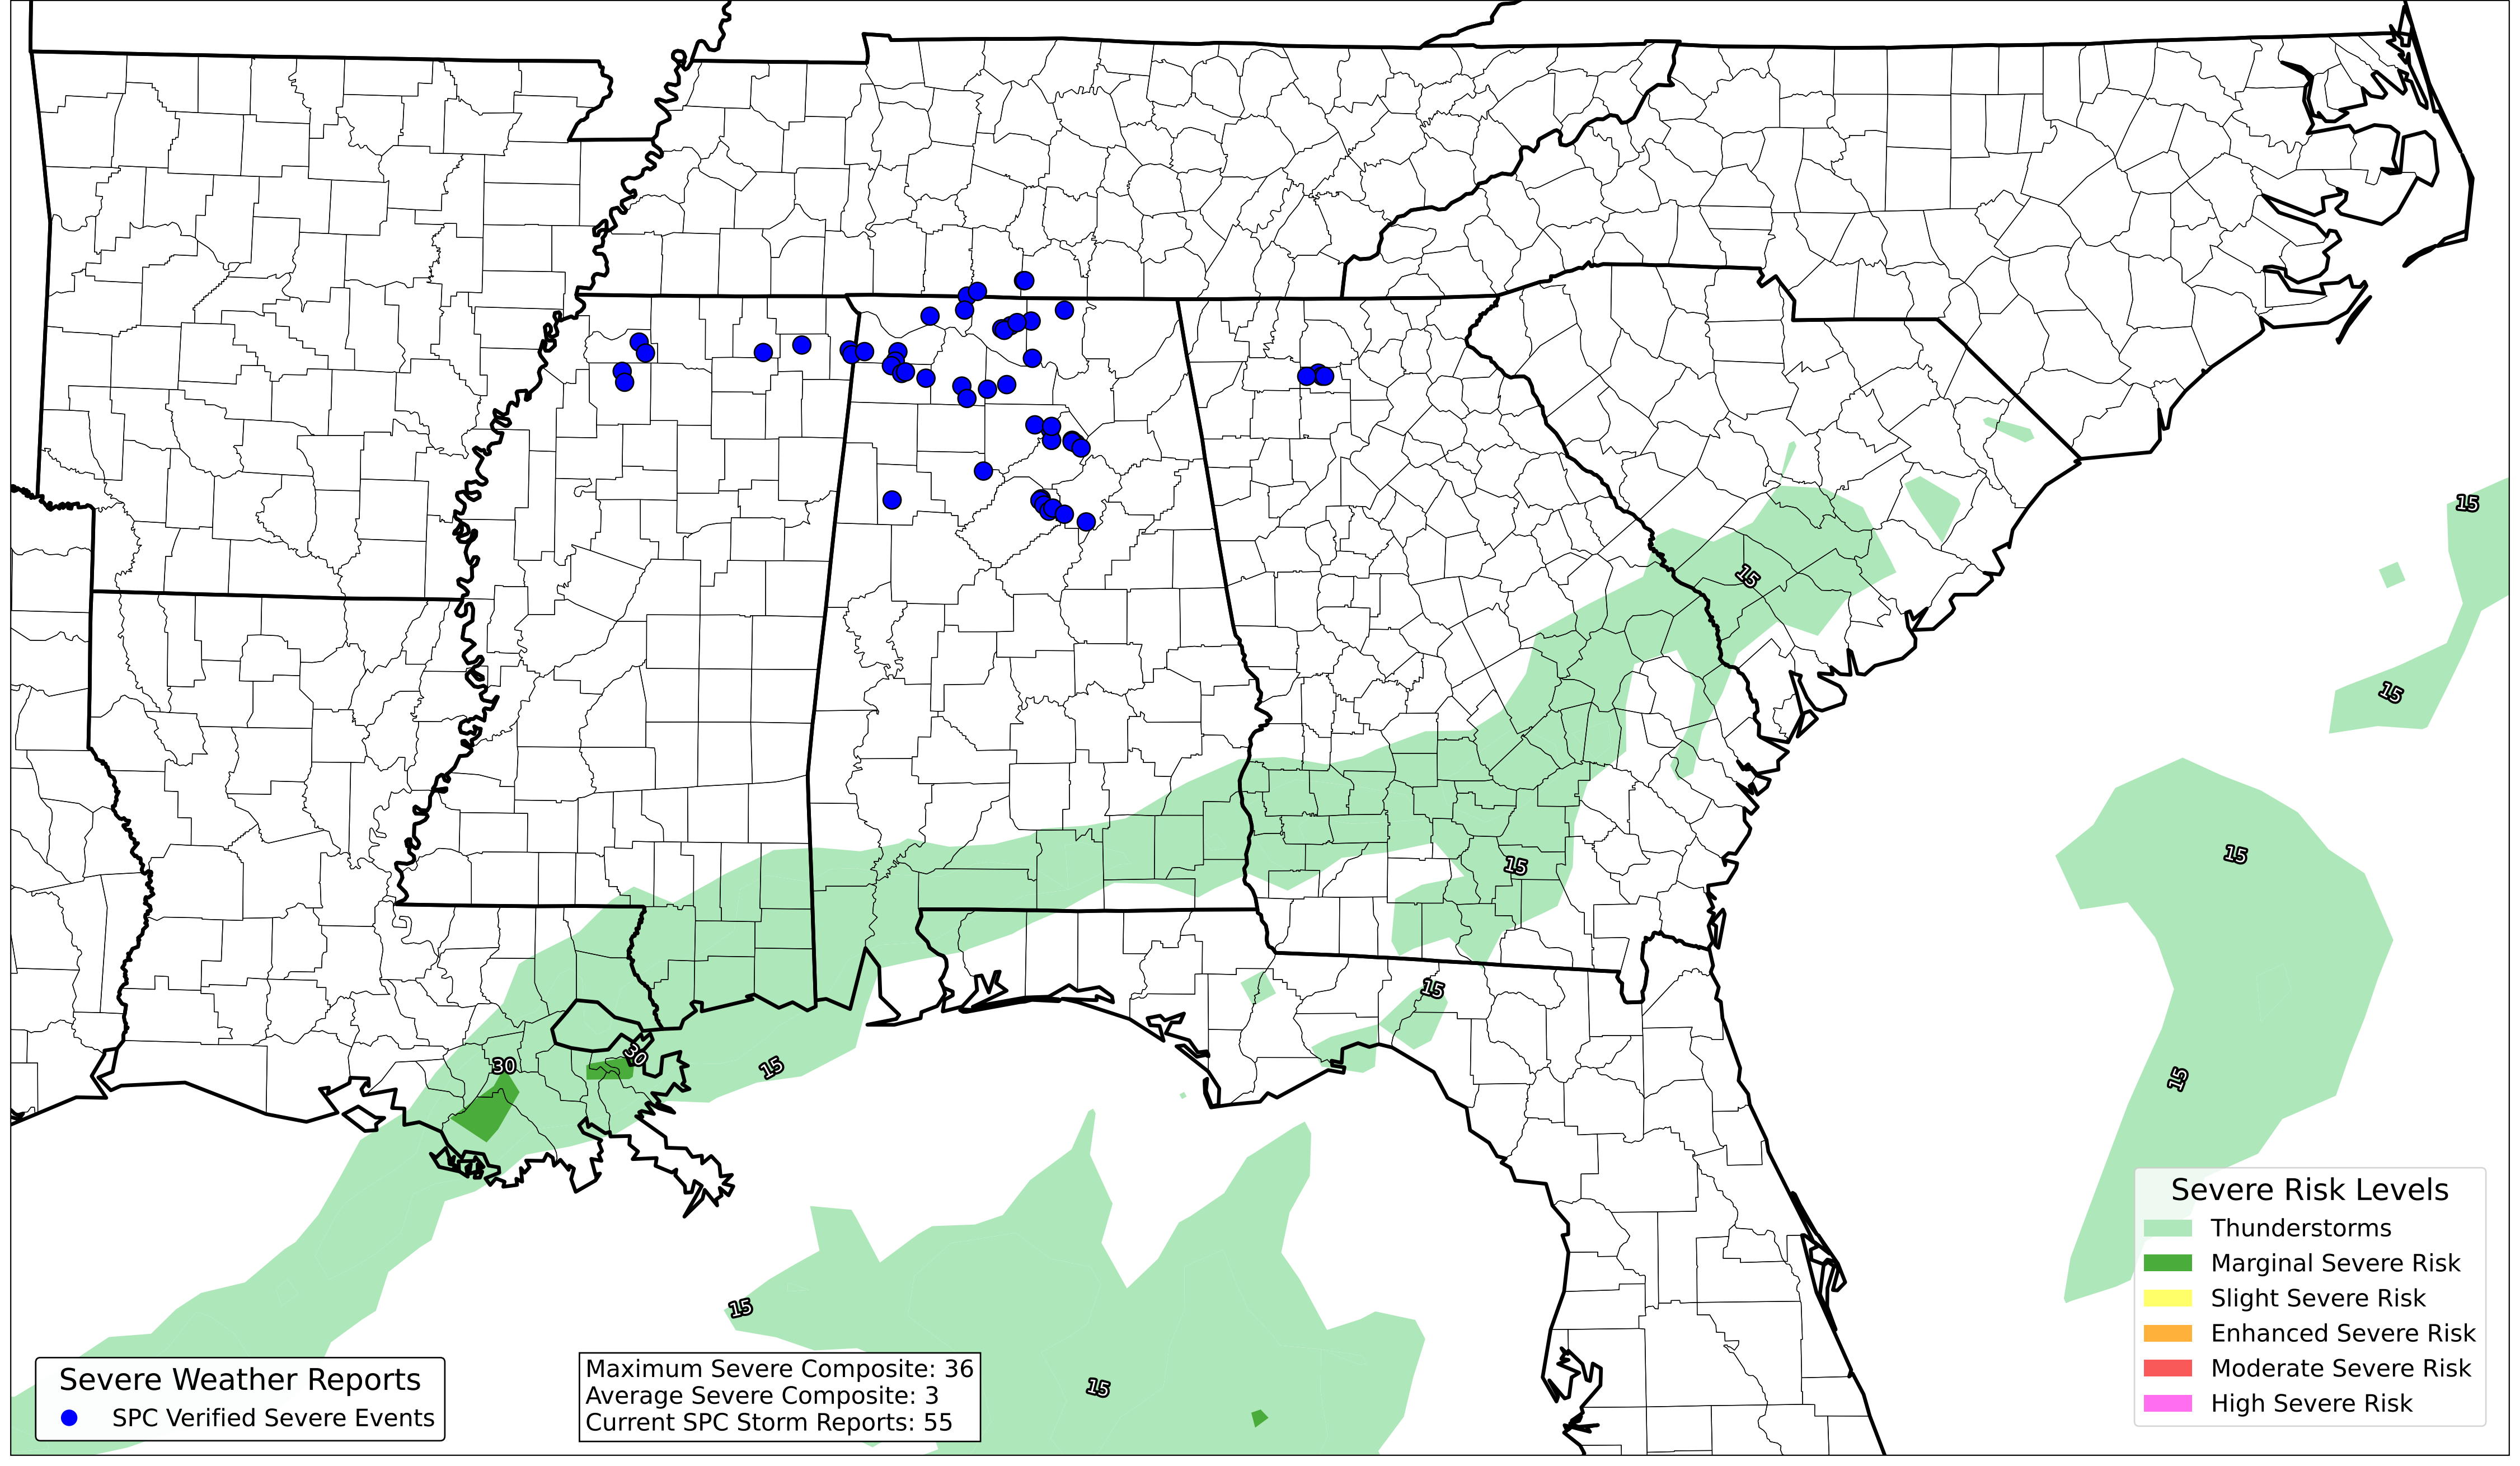 15
15
15
15
15
15
15
30
30
15
15
15
15
Severe Risk Levels
Thunderstorms
Marginal Severe Risk
Slight Severe Risk
Enhanced Severe Risk
Moderate Severe Risk
High Severe Risk
Severe Weather Reports
SPC Verified Severe Events
Maximum Severe Composite: 36
Average Severe Composite: 3
Current SPC Storm Reports: 55